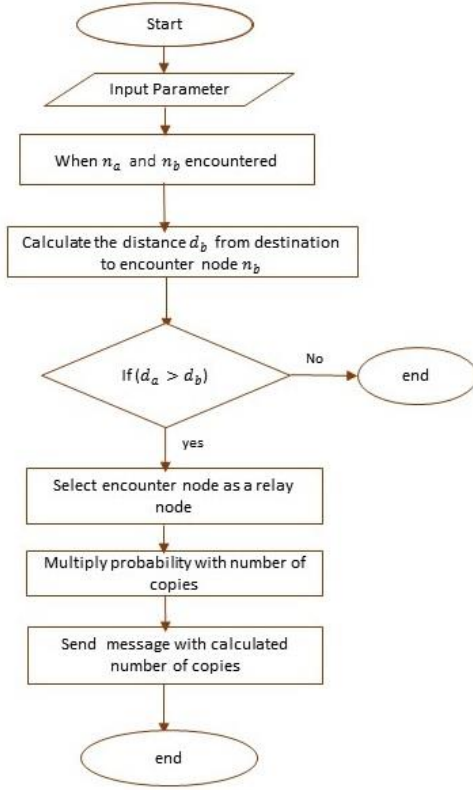 Start
Input Parameter
When nₐ and n_b encountered
Calculate the distance d_b from destination
to encounter node n_b
If (dₐ > d_b)
No
end
yes
Select encounter node as a relay
node
Multiply probability with number of
copies
Send message with calculated
number of copies
end